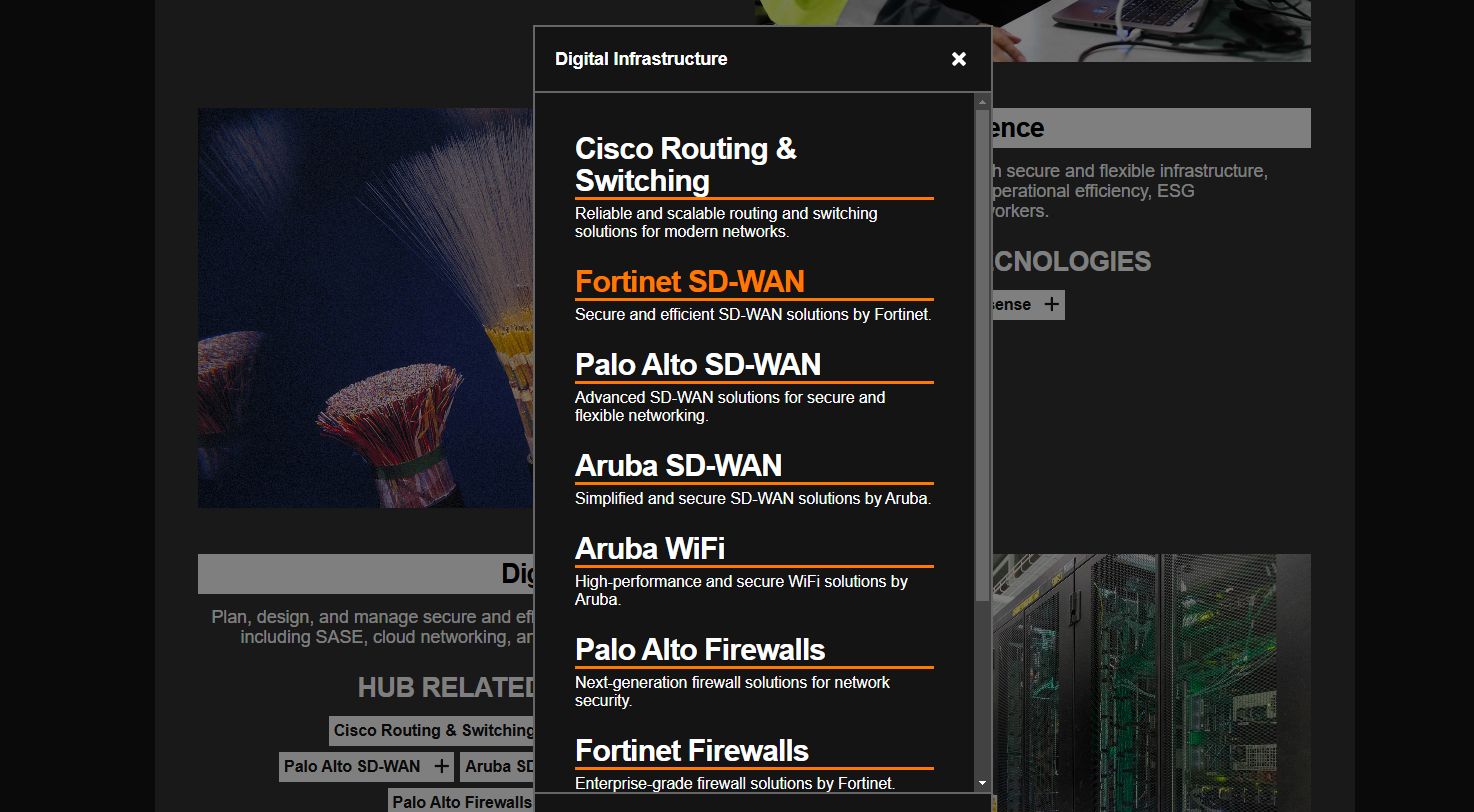 Digital Infrastructure
Cisco Routing &
Switching
Reliable and scalable routing and switching
solutions for modern networks.
Fortinet SD-WAN
Secure and efficient SD-WAN solutions by Fortinet.
Palo Alto SD-WAN
Advanced SD-WAN solutions for secure and
flexible networking.
Aruba SD-WAN
Simplified and secure SD-WAN solutions by Aruba.
Aruba WiFi
High-performance and secure WiFi solutions by
Aruba.
Palo Alto Firewalls
Next-generation firewall solutions for network
security.
Fortinet Firewalls
Enterprise-grade firewall solutions by Fortinet.
ence
h secure and flexible infrastructure,
perational efficiency, ESG
orkers.
CNOLOGIES
sense +
Dig
Plan, design, and manage secure and ef
including SASE, cloud networking, an
HUB RELATED
Cisco Routing & Switching
Palo Alto SD-WAN + Aruba SD
Palo Alto Firewalls